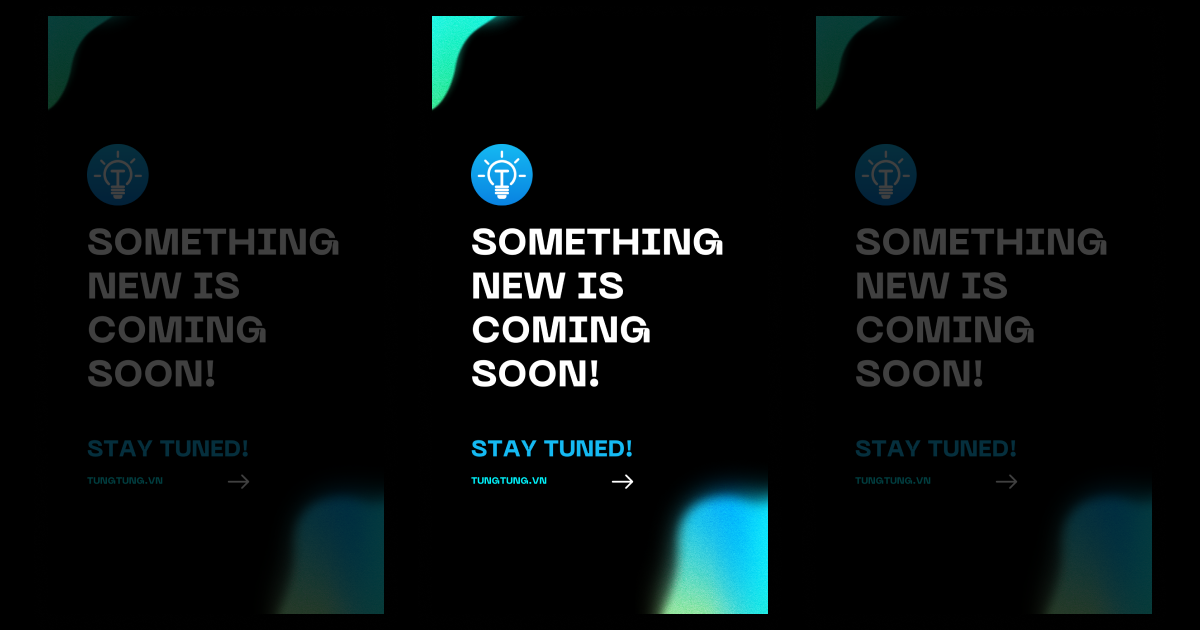 T
SOMETHING
NEW IS
COMING
SOON!
STAY TUNED!
TUNGTUNG.VN
T
SOMETHING
NEW IS
COMING
SOON!
STAY TUNED!
TUNGTUNG.VN
T
SOMETHING
NEW IS
COMING
SOON!
STAY TUNED!
TUNGTUNG.VN